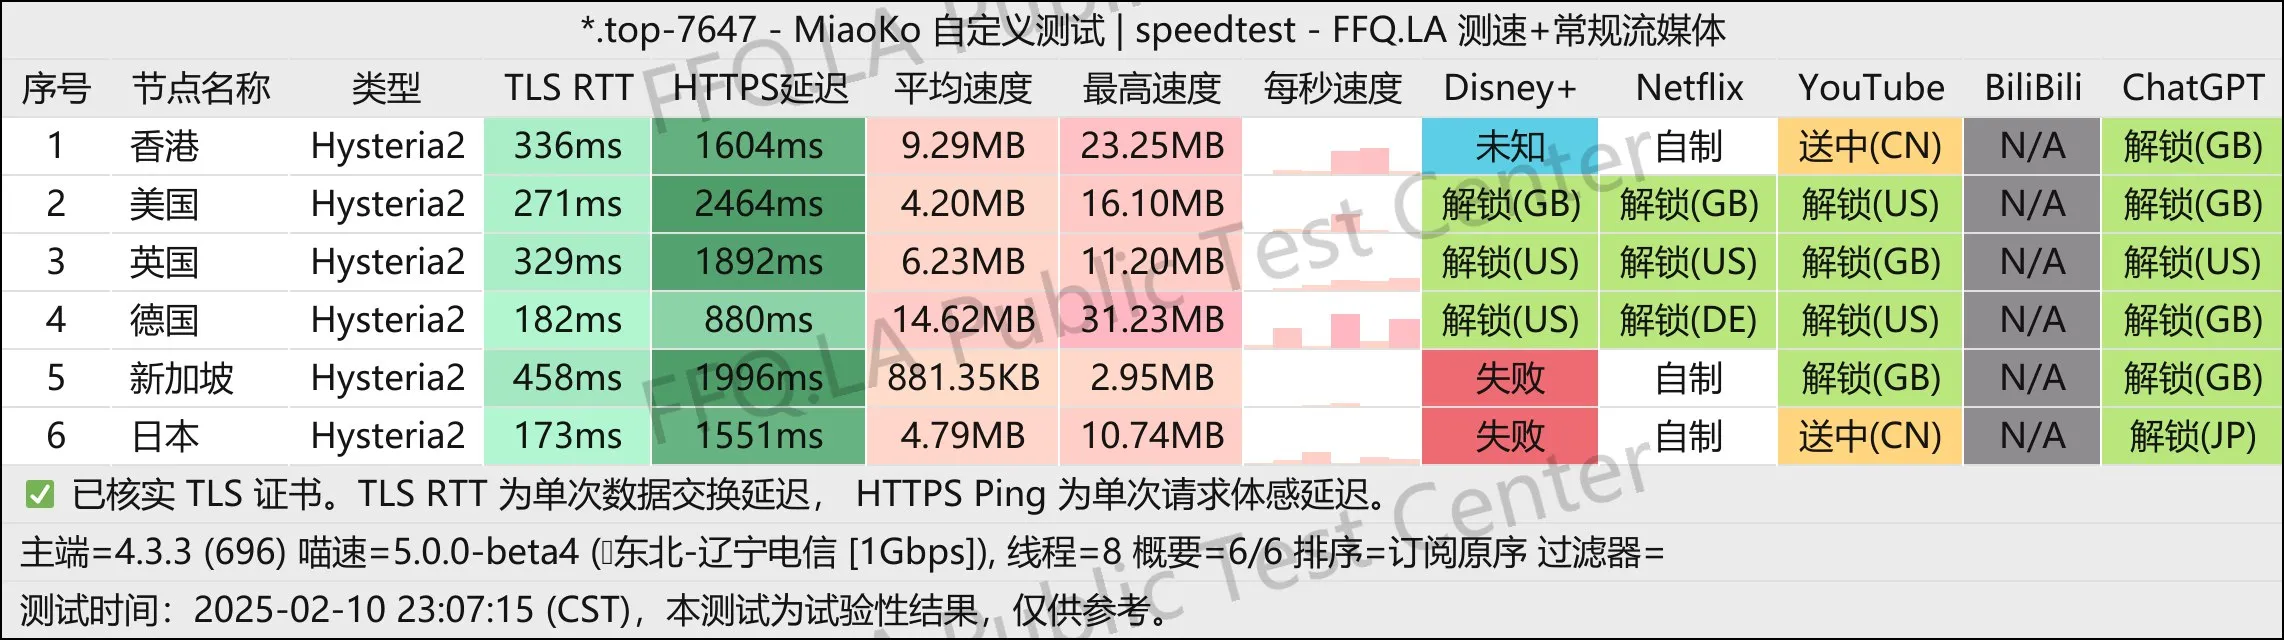 *.top-7647 - MiaoKo 自定义测试 | speedtest - FFQ.LA 测速+常规流媒体
序号 节点名称 类型 TLS RTT HTTPS延迟 平均速度 最高速度 每秒速度 Disney+ Netflix YouTube BiliBili ChatGPT
1 香港 Hysteria2 336ms 1604ms 9.29MB 23.25MB 未知 自制 送中(CN) N/A 解锁(GB)
2 美国 Hysteria2 271ms 2464ms 4.20MB 16.10MB 解锁(GB) 解锁(GB) 解锁(US) N/A 解锁(GB)
3 英国 Hysteria2 329ms 1892ms 6.23MB 11.20MB 解锁(US) 解锁(US) 解锁(GB) N/A 解锁(US)
4 德国 Hysteria2 182ms 880ms 14.62MB 31.23MB 解锁(US) 解锁(DE) 解锁(US) N/A 解锁(GB)
5 新加坡 Hysteria2 458ms 1996ms 881.35KB 2.95MB 失败 自制 解锁(GB) N/A 解锁(GB)
6 日本 Hysteria2 173ms 1551ms 4.79MB 10.74MB 失败 自制 送中(CN) N/A 解锁(JP)
✅ 已核实 TLS 证书。TLS RTT 为单次数据交换延迟， HTTPS Ping 为单次请求体感延迟。
主端=4.3.3 (696) 喵速=5.0.0-beta4 (东北-辽宁电信 [1Gbps]), 线程=8 概要=6/6 排序=订阅原序 过滤器=
测试时间：2025-02-10 23:07:15 (CST)，本测试为试验性结果，仅供参考。
FFQ.LA Public Test Center